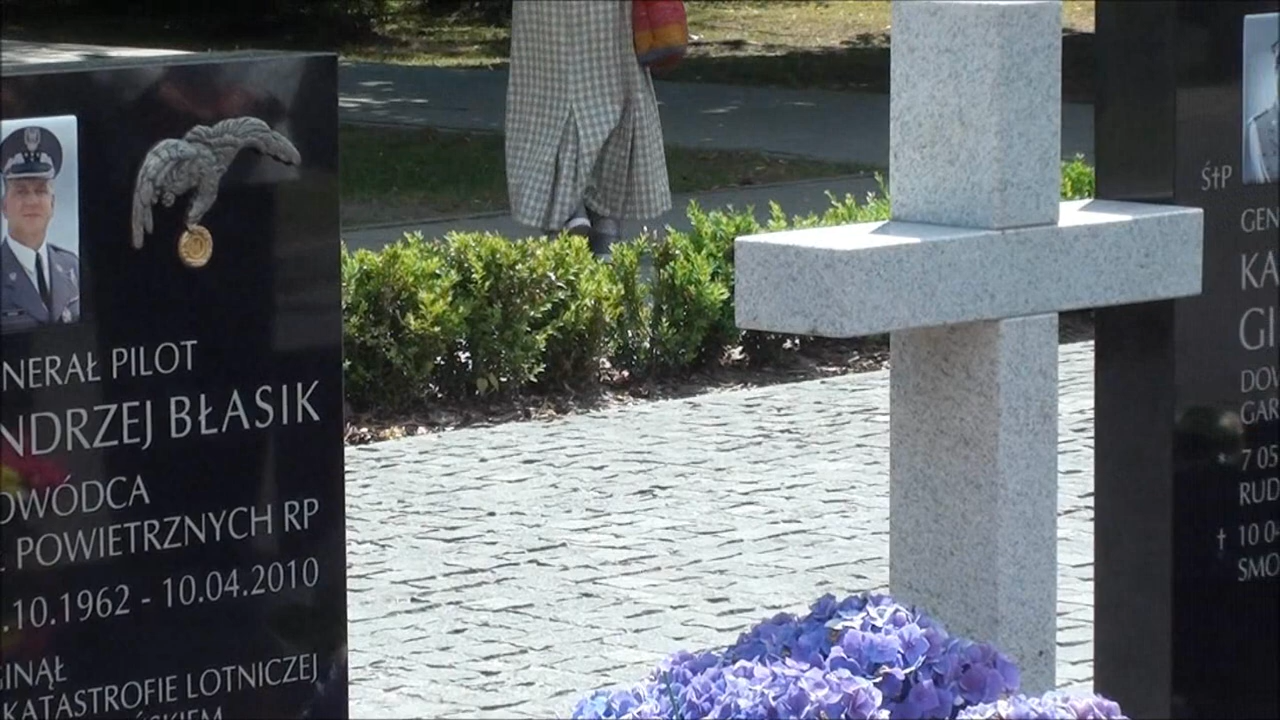 NERAŁ PILOT
NDRZEJ BŁASIK
OWÓDCA
POWIETRZNYCH RP
.10.1962 - 10.04.2010
GINĄŁ
KATASTROFIE LOTNICZEJ
ŚtP
GEN
KA
GI
DOW
GAR
* 7 05
RUD
† 10 0
SMO